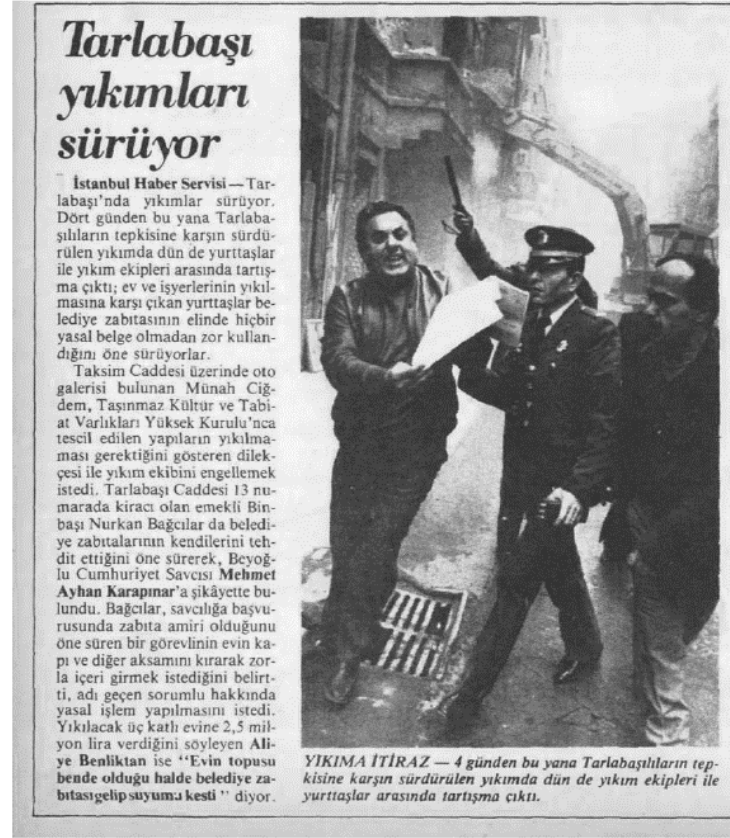 Tarlabaşı
yıkımları
sürüyor
İstanbul Haber Servisi — Tar-
labaşı'nda yıkımlar sürüyor.
Dört günden bu yana Tarlaba-
şılıların tepkisine karşın sürdü-
rülen yıkımda dün de yurttaşlar
ile yıkım ekipleri arasında tartış-
ma çıktı; ev ve işyerlerinin yıkıl-
masına karşı çıkan yurttaşlar be-
lediye zabıtasının elinde hiçbir
yasal belge olmadan zor kullan-
dığını öne sürüyorlar.
Taksim Caddesi üzerinde oto
galerisi bulunan Münah Ciğ-
dem, Taşınmaz Kültür ve Tabi-
at Varlıkları Yüksek Kurulu'nca
tescil edilen yapıların yıkılma-
ması gerektiğini gösteren dilek-
çesi ile yıkım ekibini engellemek
istedi. Tarlabaşı Caddesi 13 nu-
marada kiracı olan emekli Bin-
başı Nurkan Bağcılar da beledi-
ye zabıtalarının kendilerini teh-
dit ettiğini öne sürerek, Beyoğ-
lu Cumhuriyet Savcısı Mehmet
Ayhan Karapınar'a şikâyette bu-
lundu. Bağcılar, savcılığa başvu-
rusunda zabıta amiri olduğunu
öne süren bir görevlinin evin ka-
pı ve diğer aksamını kırarak zor-
la içeri girmek istediğini belirt-
ti, adı geçen sorumlu hakkında
yasal işlem yapılmasını istedi.
Yıkılacak üç katlı evine 2,5 mil-
yon lira verdiğini söyleyen Ali-
ye Benliktan ise "Evin topusu
bende olduğu halde belediye za-
bıtası gelip suyumu kesti" diyor.
YIKIMA İTİRAZ — 4 günden bu yana Tarlabaşılıların tep-
kisine karşın sürdürülen yıkımda dün de yıkım ekipleri ile
yurttaşlar arasında tartışma çıktı.